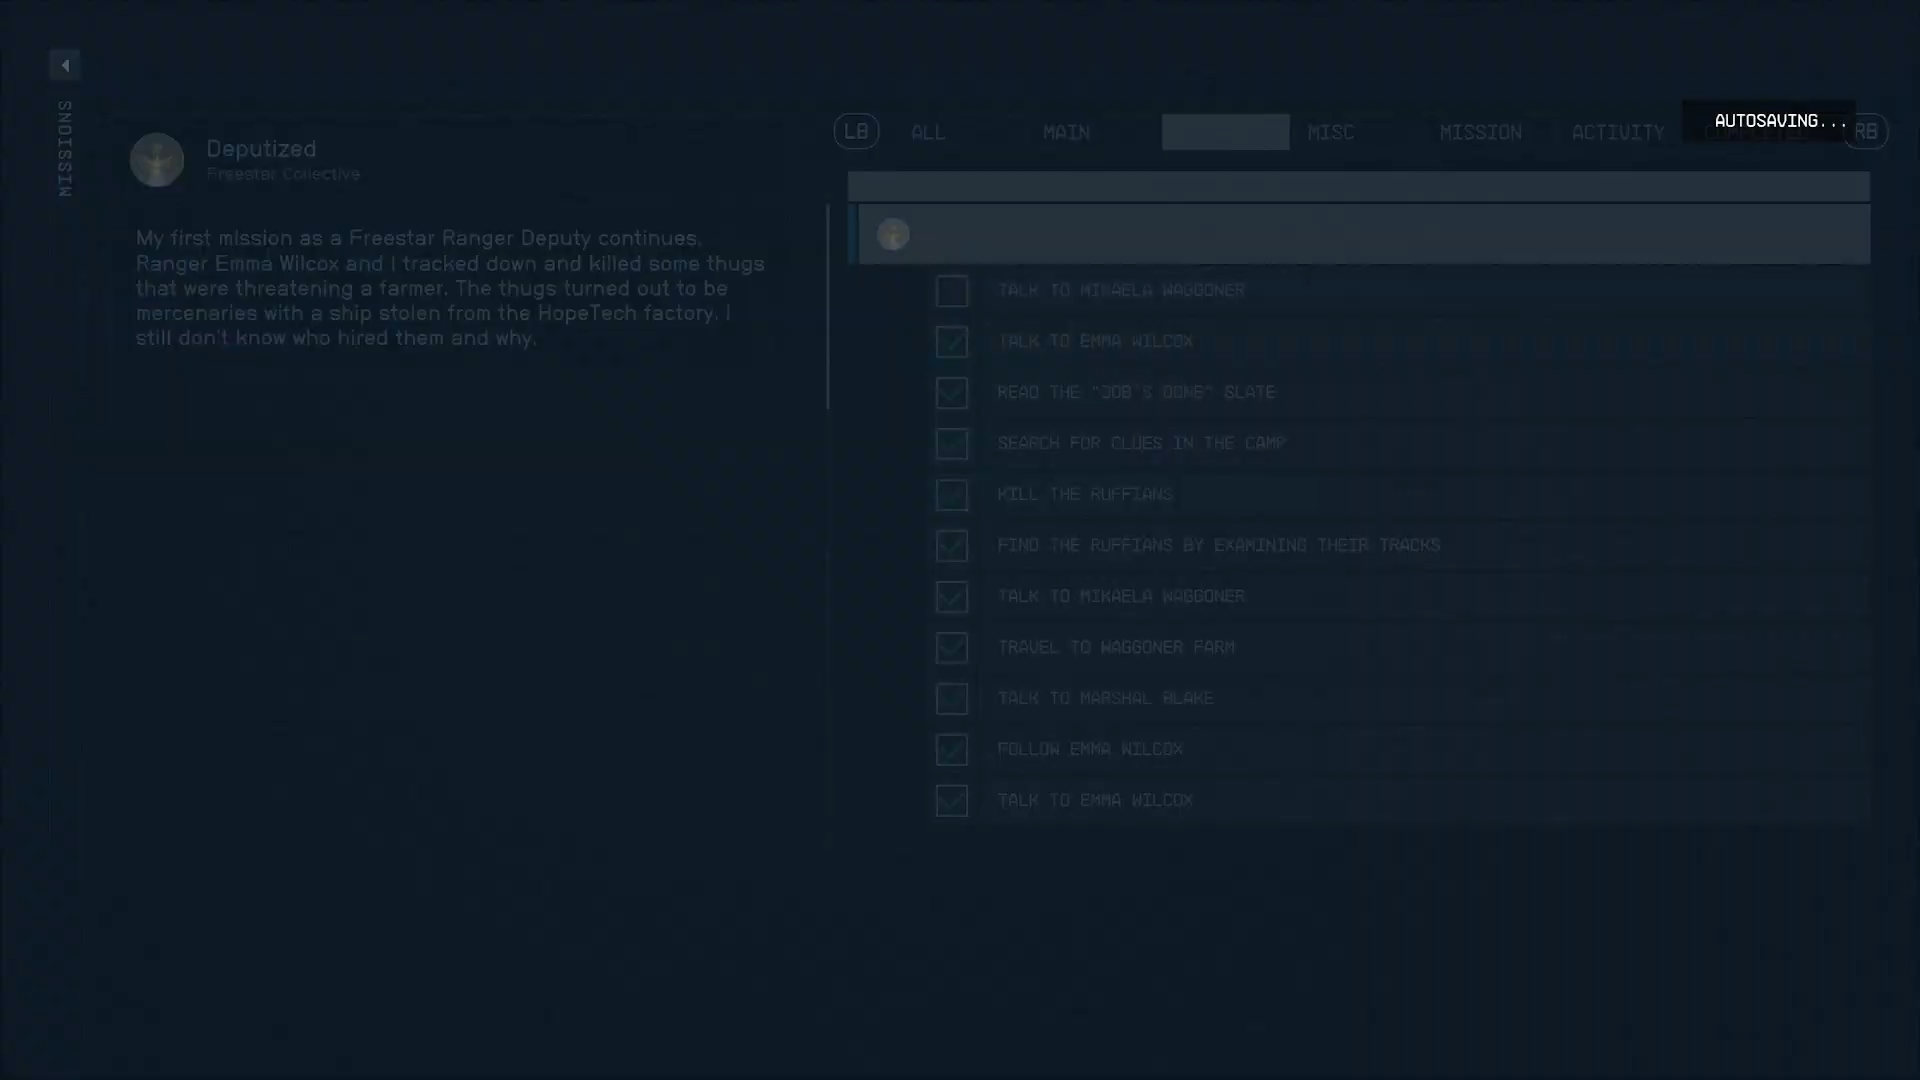 MISSIONS
Deputized
Freestar Collective
My first mission as a Freestar Ranger Deputy continues.
Ranger Emma Wilcox and I tracked down and killed some thugs
that were threatening a farmer. The thugs turned out to be
mercenaries with a ship stolen from the HopeTech factory. I
still don't know who hired them and why.
LB ALL MAIN MISC MISSION ACTIVITY RB
AUTOSAVING...
TALK TO MIKAELA WAGGONER
TALK TO EMMA WILCOX
READ THE "JOB'S DONE" SLATE
SEARCH FOR CLUES IN THE CAMP
KILL THE RUFFIANS
FIND THE RUFFIANS BY EXAMINING THEIR TRACKS
TALK TO MIKAELA WAGGONER
TRAVEL TO WAGGONER FARM
TALK TO MARSHAL BLAKE
FOLLOW EMMA WILCOX
TALK TO EMMA WILCOX